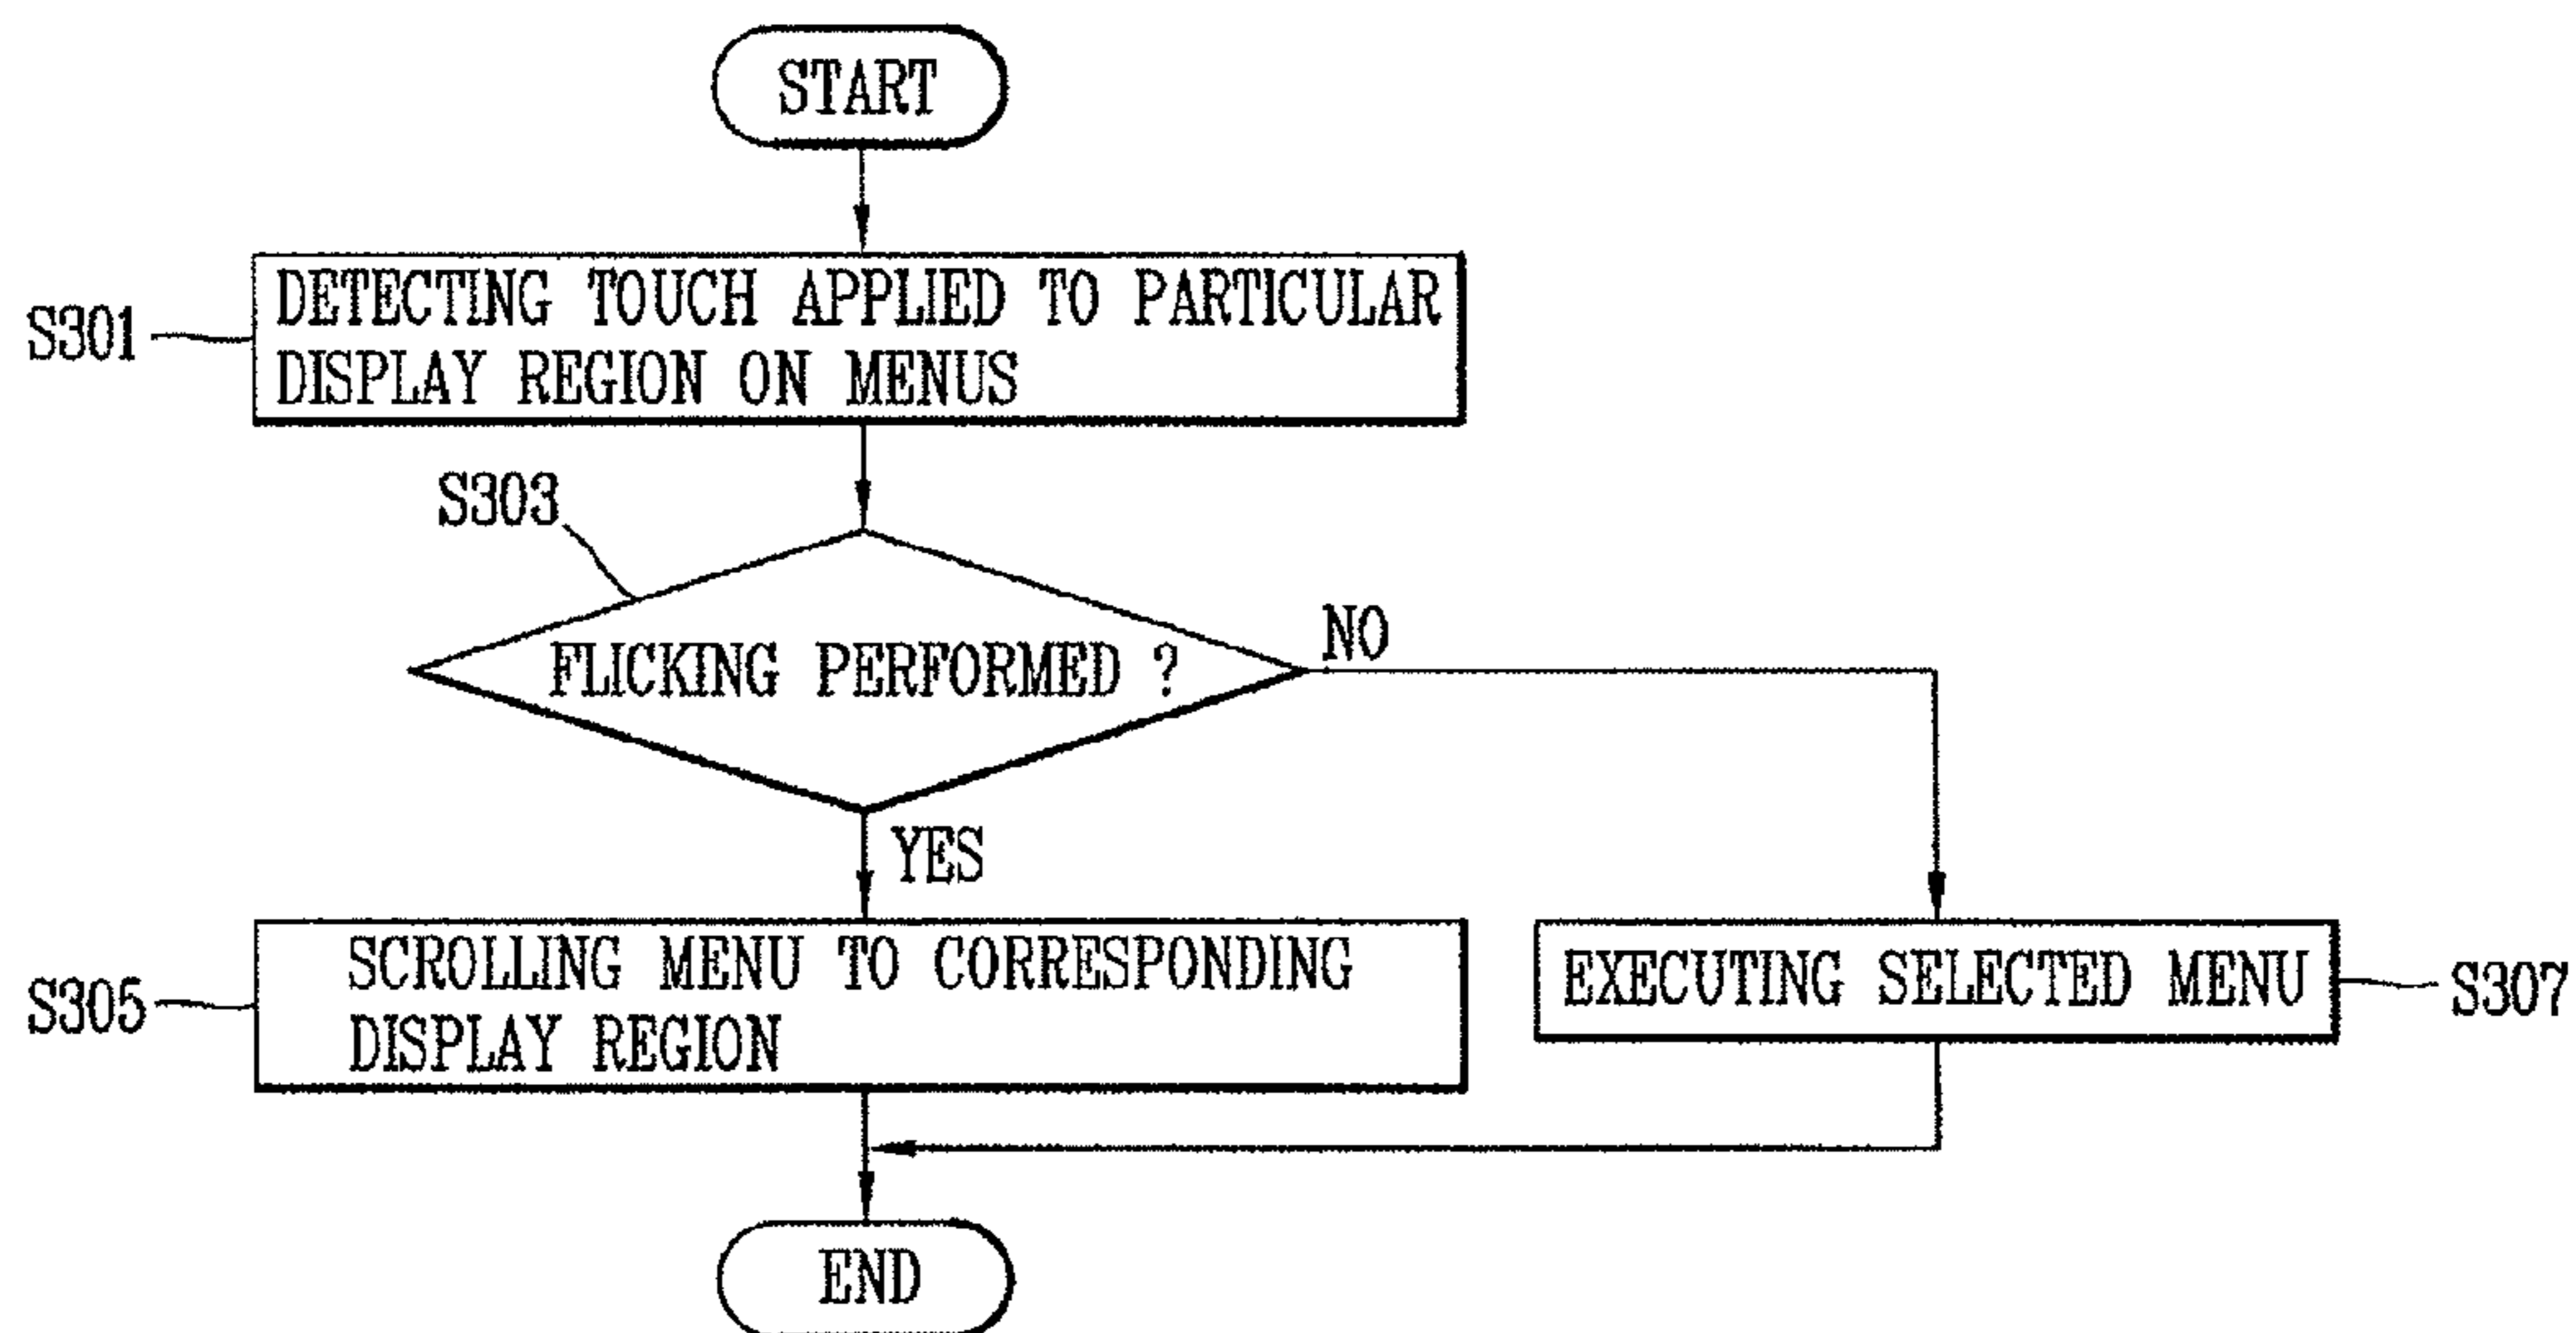 START
S301
DETECTING TOUCH APPLIED TO PARTICULAR
DISPLAY REGION ON MENUS
S303
FLICKING PERFORMED ?
NO
YES
S305
SCROLLING MENU TO CORRESPONDING
DISPLAY REGION
EXECUTING SELECTED MENU
S307
END